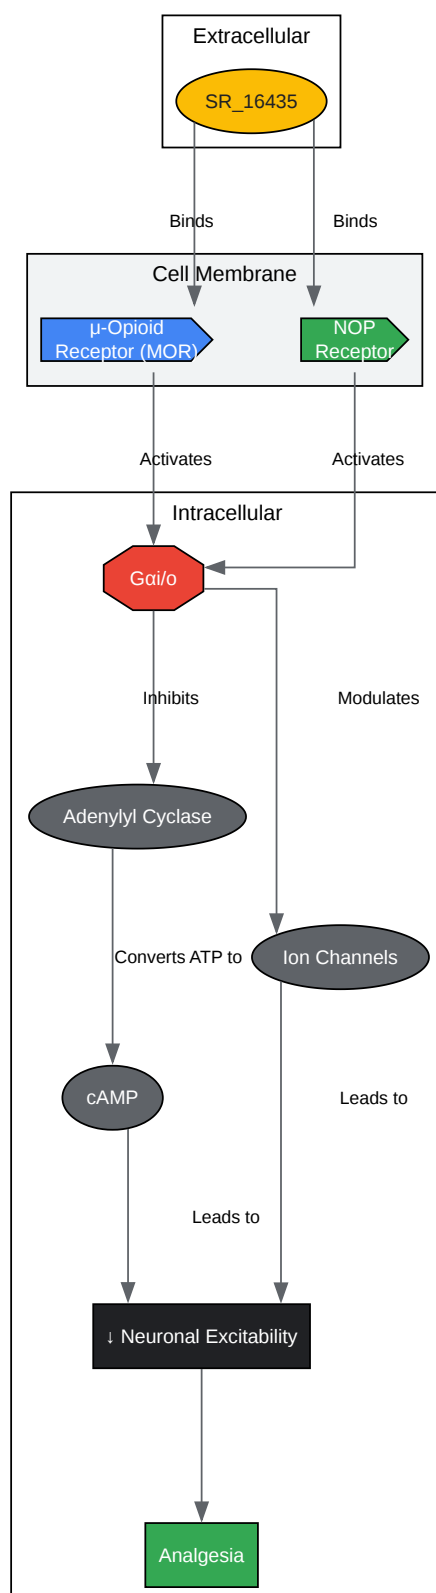 Extracellular
SR_16435
Binds
Binds
Cell Membrane
μ-Opioid
Receptor (MOR)
NOP
Receptor
Activates
Activates
Intracellular
Gαi/o
Inhibits
Modulates
Adenylyl Cyclase
Converts ATP to
Ion Channels
cAMP
Leads to
Leads to
↓ Neuronal Excitability
Analgesia